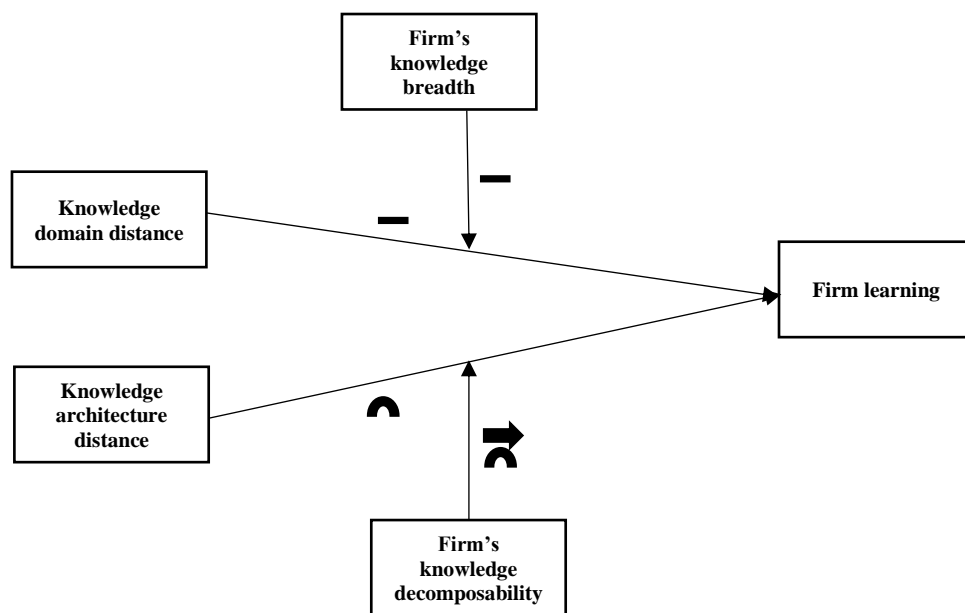 Firm's
knowledge
breadth
Knowledge
domain distance
Firm learning
Knowledge
architecture
distance
Firm's
knowledge
decomposability